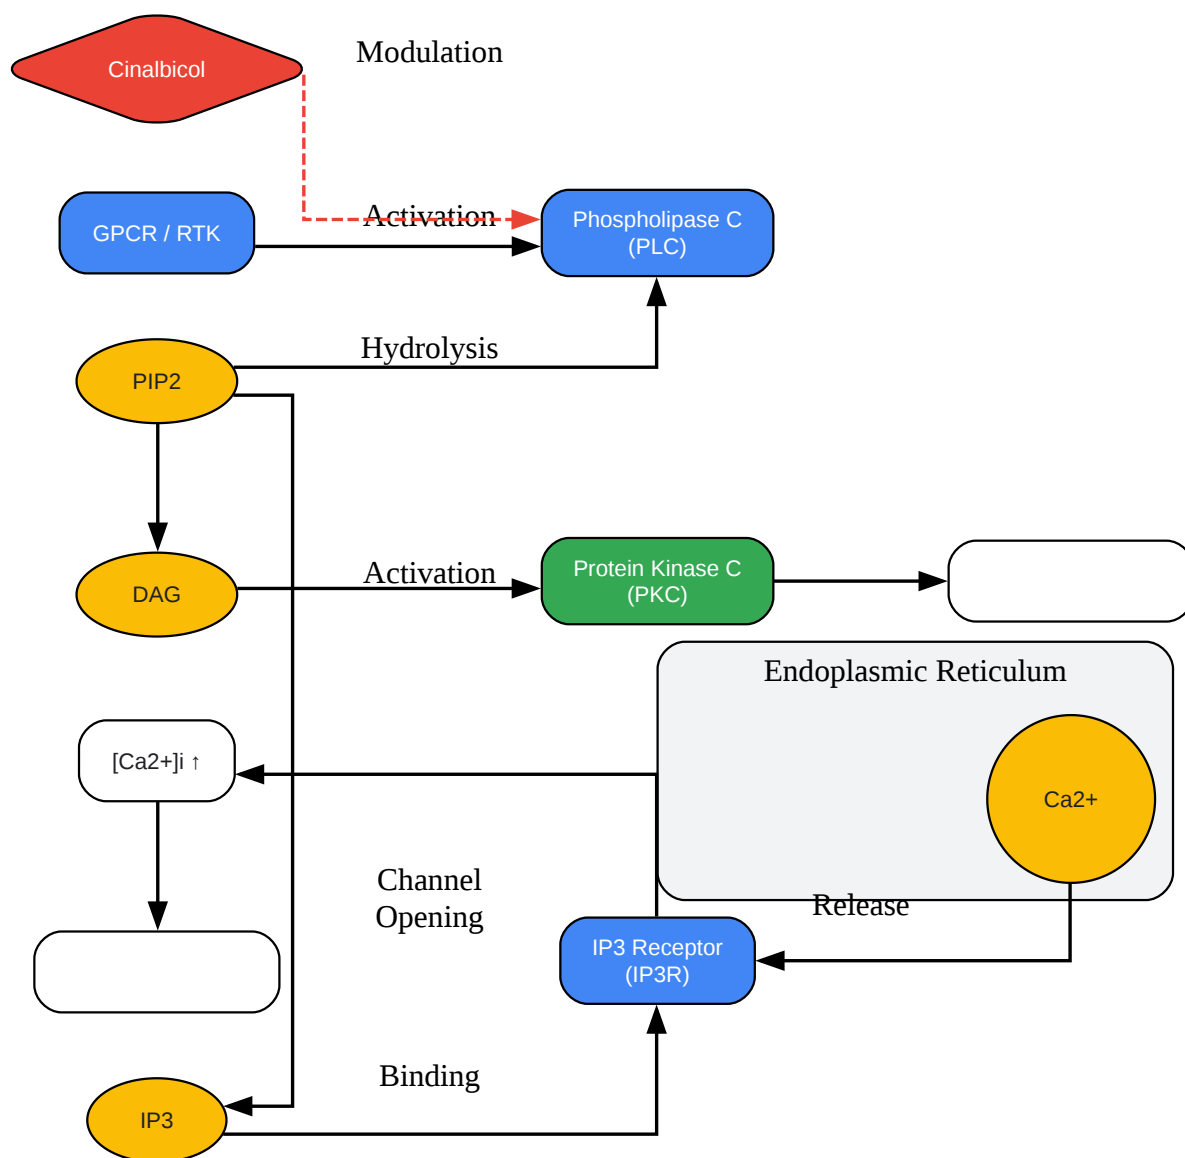 Cinalbicol
Modulation
GPCR / RTK
Activation
Phospholipase C
(PLC)
Hydrolysis
PIP2
DAG
Activation
Protein Kinase C
(PKC)
Endoplasmic Reticulum
[Ca2+]i ↑
Ca2+
Channel
Opening
Release
IP3 Receptor
(IP3R)
Binding
IP3